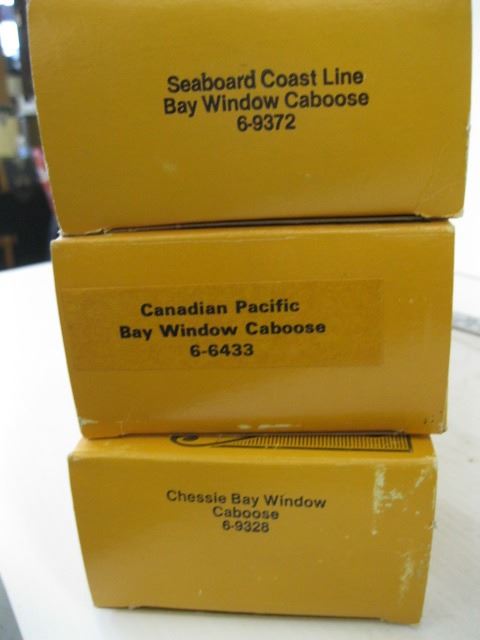 Seaboard Coast Line
Bay Window Caboose
6-9372
Canadian Pacific
Bay Window Caboose
6-6433
Chessie Bay Window
Caboose
6-9328